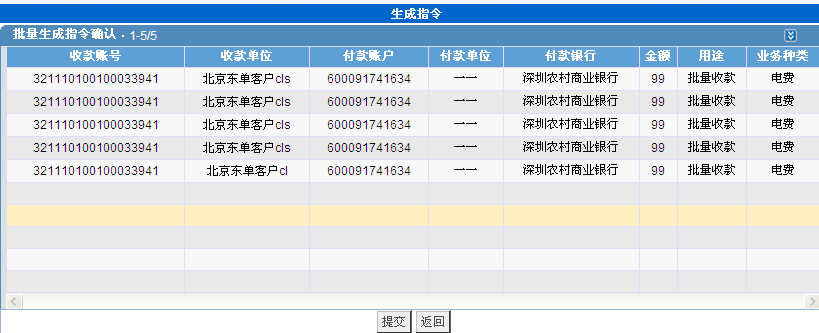 生成指令
批量生成指令确认 · 1-5/5
收款账号 收款单位 付款账户 付款单位 付款银行 金额 用途 业务种类
321110100100033941 北京东单客户cls 600091741634 一一 深圳农村商业银行 99 批量收款 电费
321110100100033941 北京东单客户cls 600091741634 一一 深圳农村商业银行 99 批量收款 电费
321110100100033941 北京东单客户cls 600091741634 一一 深圳农村商业银行 99 批量收款 电费
321110100100033941 北京东单客户cls 600091741634 一一 深圳农村商业银行 99 批量收款 电费
321110100100033941 北京东单客户cl 600091741634 一一 深圳农村商业银行 99 批量收款 电费
提交 返回